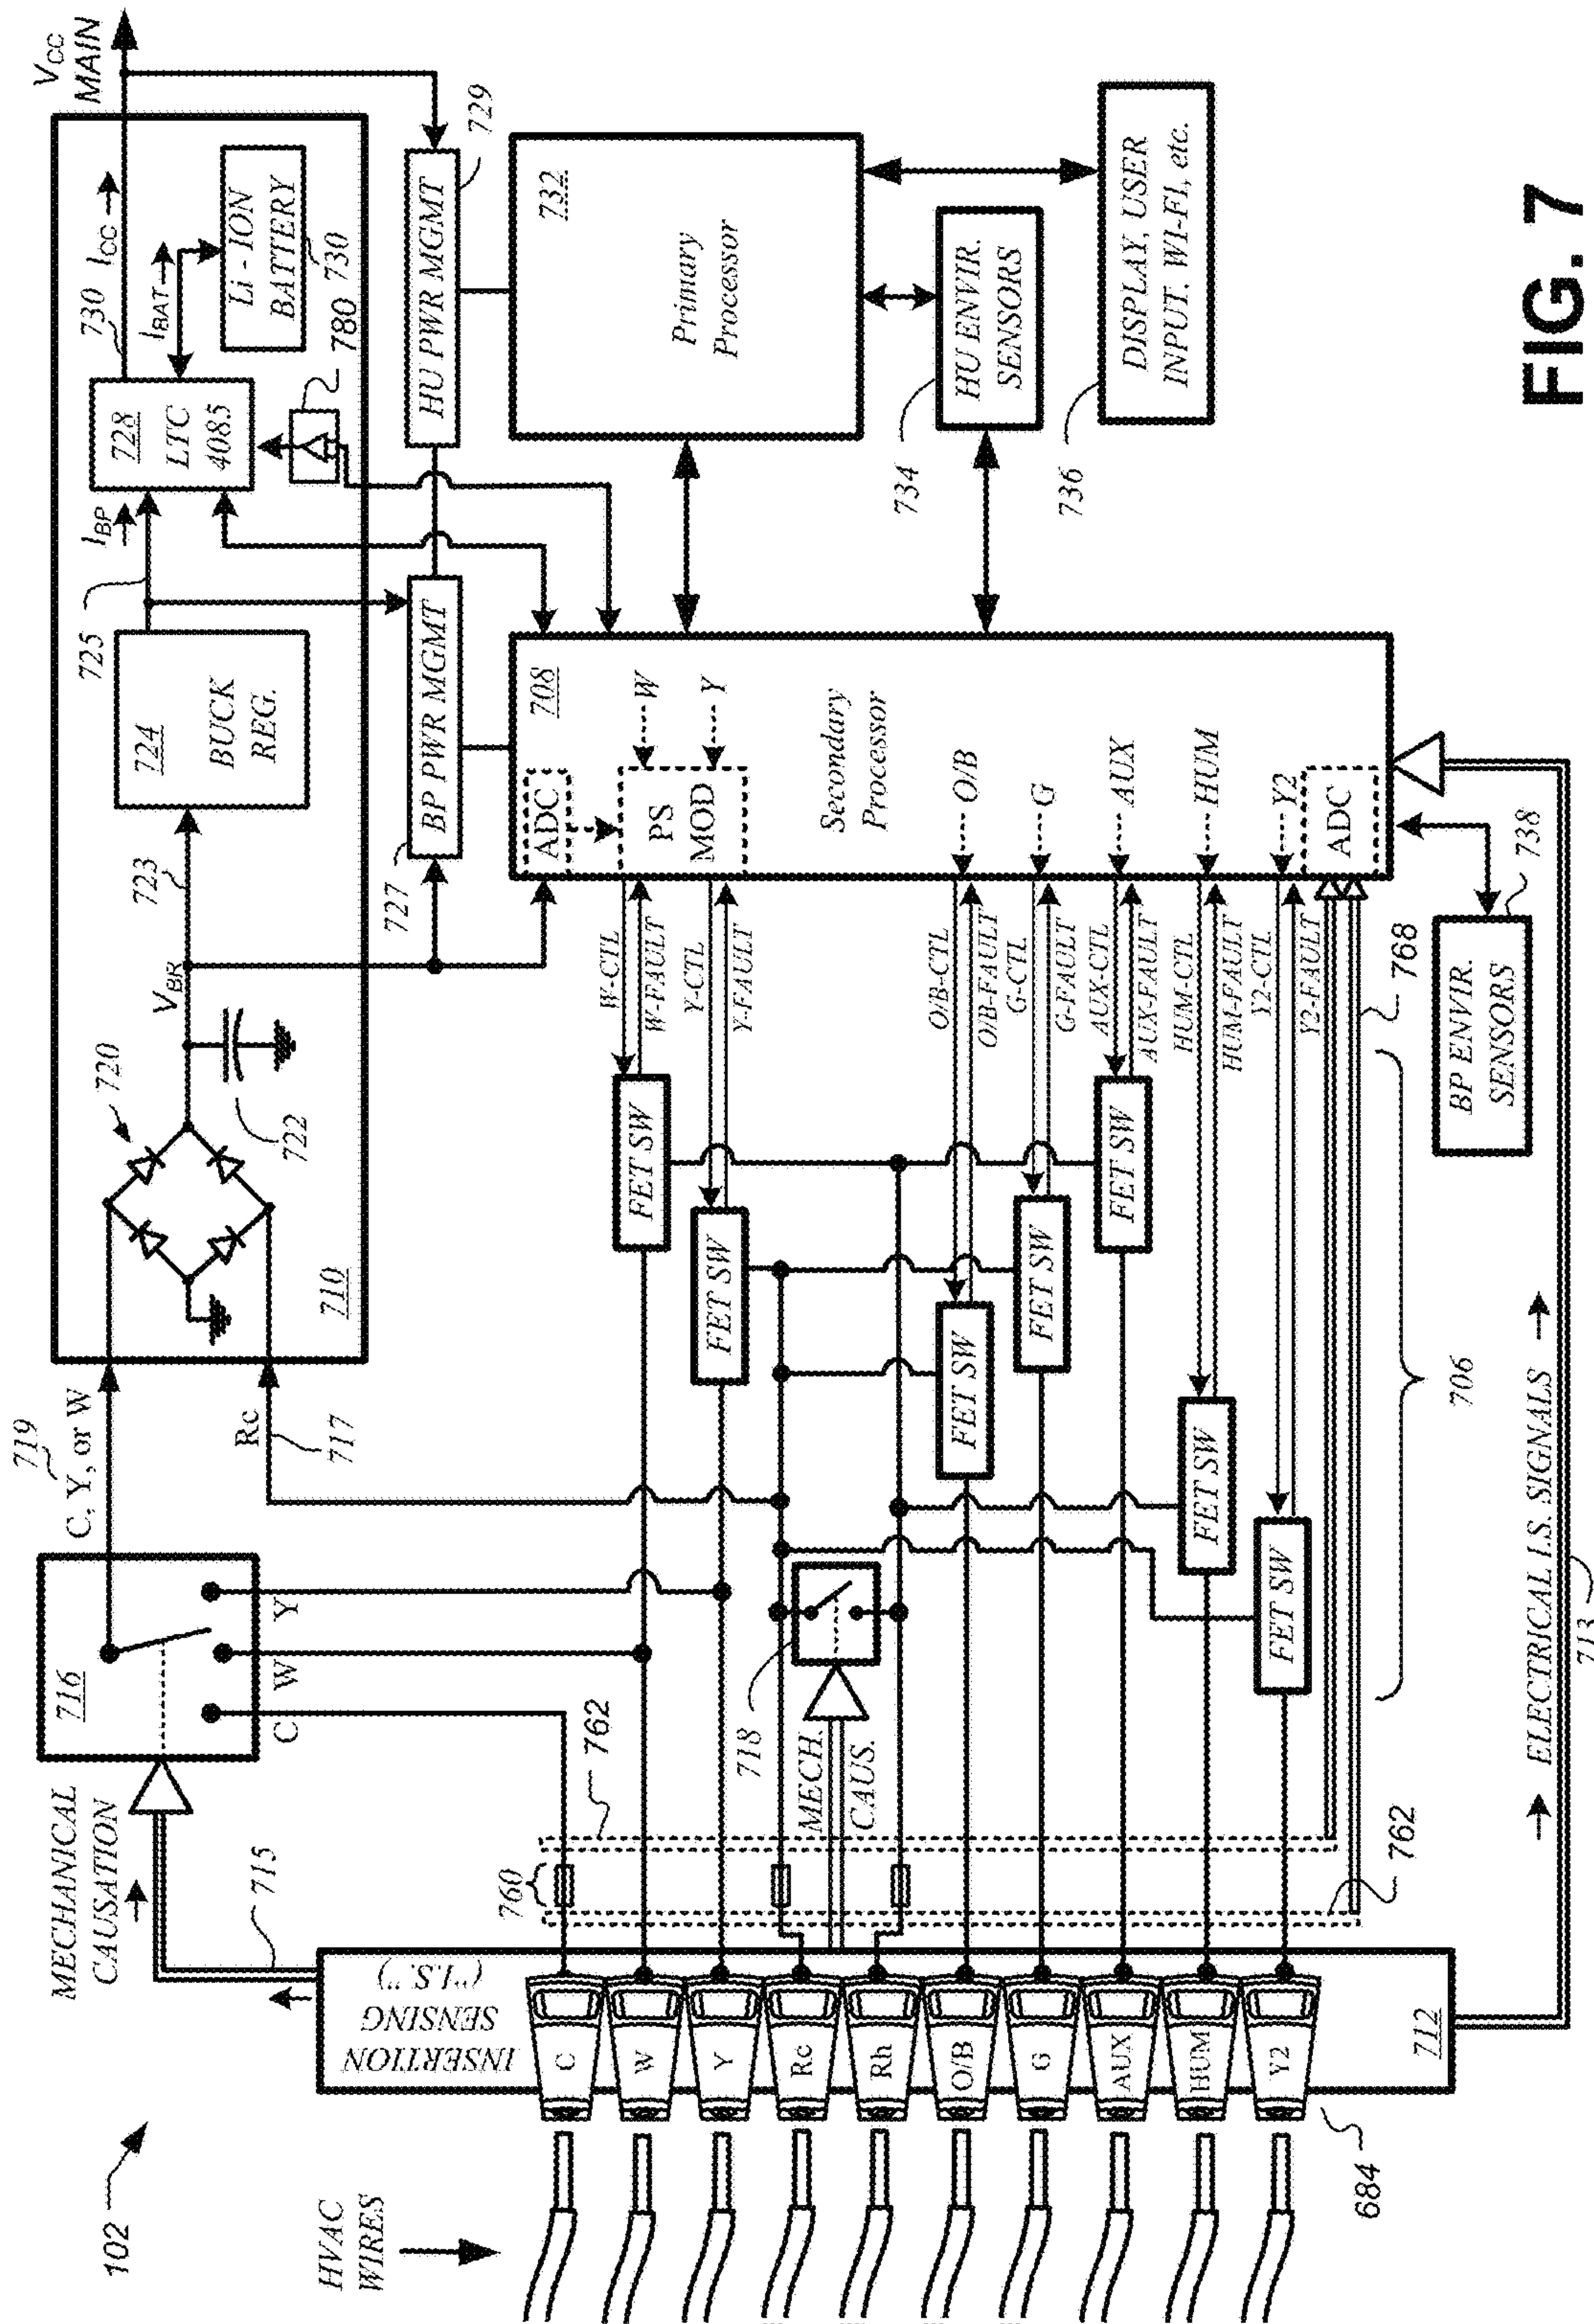 102
HVAC
WIRES
684
INSERTION
SENSING
("I.S.")
712
C
W
Y
Rc
Rh
O/B
G
AUX
HUM
Y2
MECHANICAL
CAUSATION
715
716
C
W
Y
719
C, Y, or W
Rc
717
710
720
722
VBR
723
724
BUCK
REG.
725
IBP
728
LTC
4085
730
IBAT
ICC
Li - ION
BATTERY
730
780
VCC
MAIN
727
BP PWR MGMT
HU PWR MGMT
729
760
762
762
718
MECH.
CAUS.
FET SW
FET SW
FET SW
FET SW
FET SW
FET SW
FET SW
W-CTL
W-FAULT
Y-CTL
Y-FAULT
O/B-CTL
O/B-FAULT
G-CTL
G-FAULT
AUX-CTL
AUX-FAULT
HUM-CTL
HUM-FAULT
Y2-CTL
Y2-FAULT
706
768
ADC
PS
MOD
708
W
Y
Secondary
Processor
O/B
G
AUX
HUM
Y2
ADC
732
Primary
Processor
734
HU ENVIR.
SENSORS
736
DISPLAY, USER
INPUT. WI-FI, etc.
BP ENVIR.
SENSORS
738
ELECTRICAL I.S. SIGNALS
713
FIG. 7